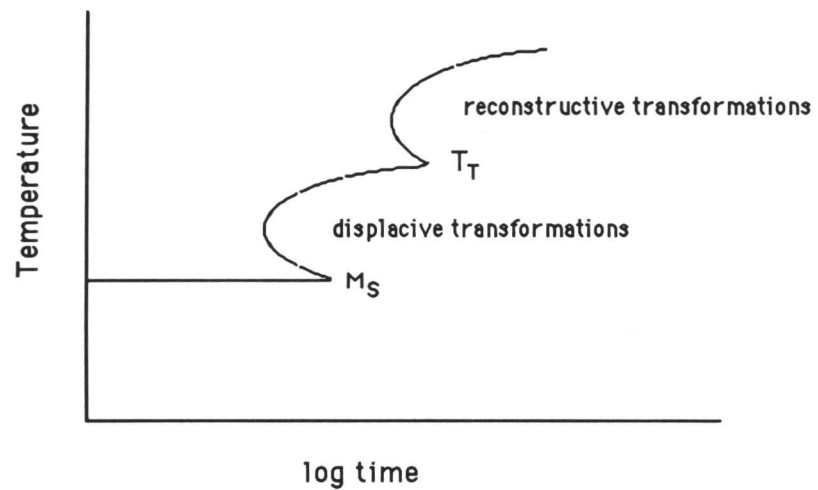 Temperature
reconstructive transformations
T_T
displacive transformations
M_S
log time